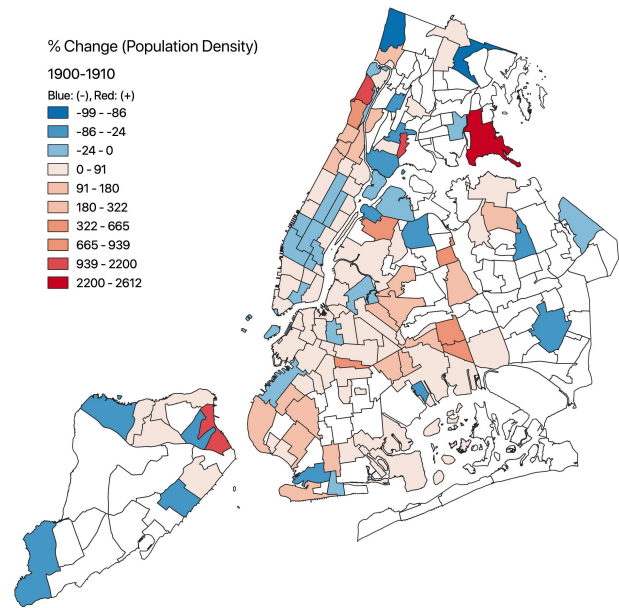 % Change (Population Density)
1900-1910
Blue: (-), Red: (+)
-99 - -86
-86 - -24
-24 - 0
0 - 91
91 - 180
180 - 322
322 - 665
665 - 939
939 - 2200
2200 - 2612